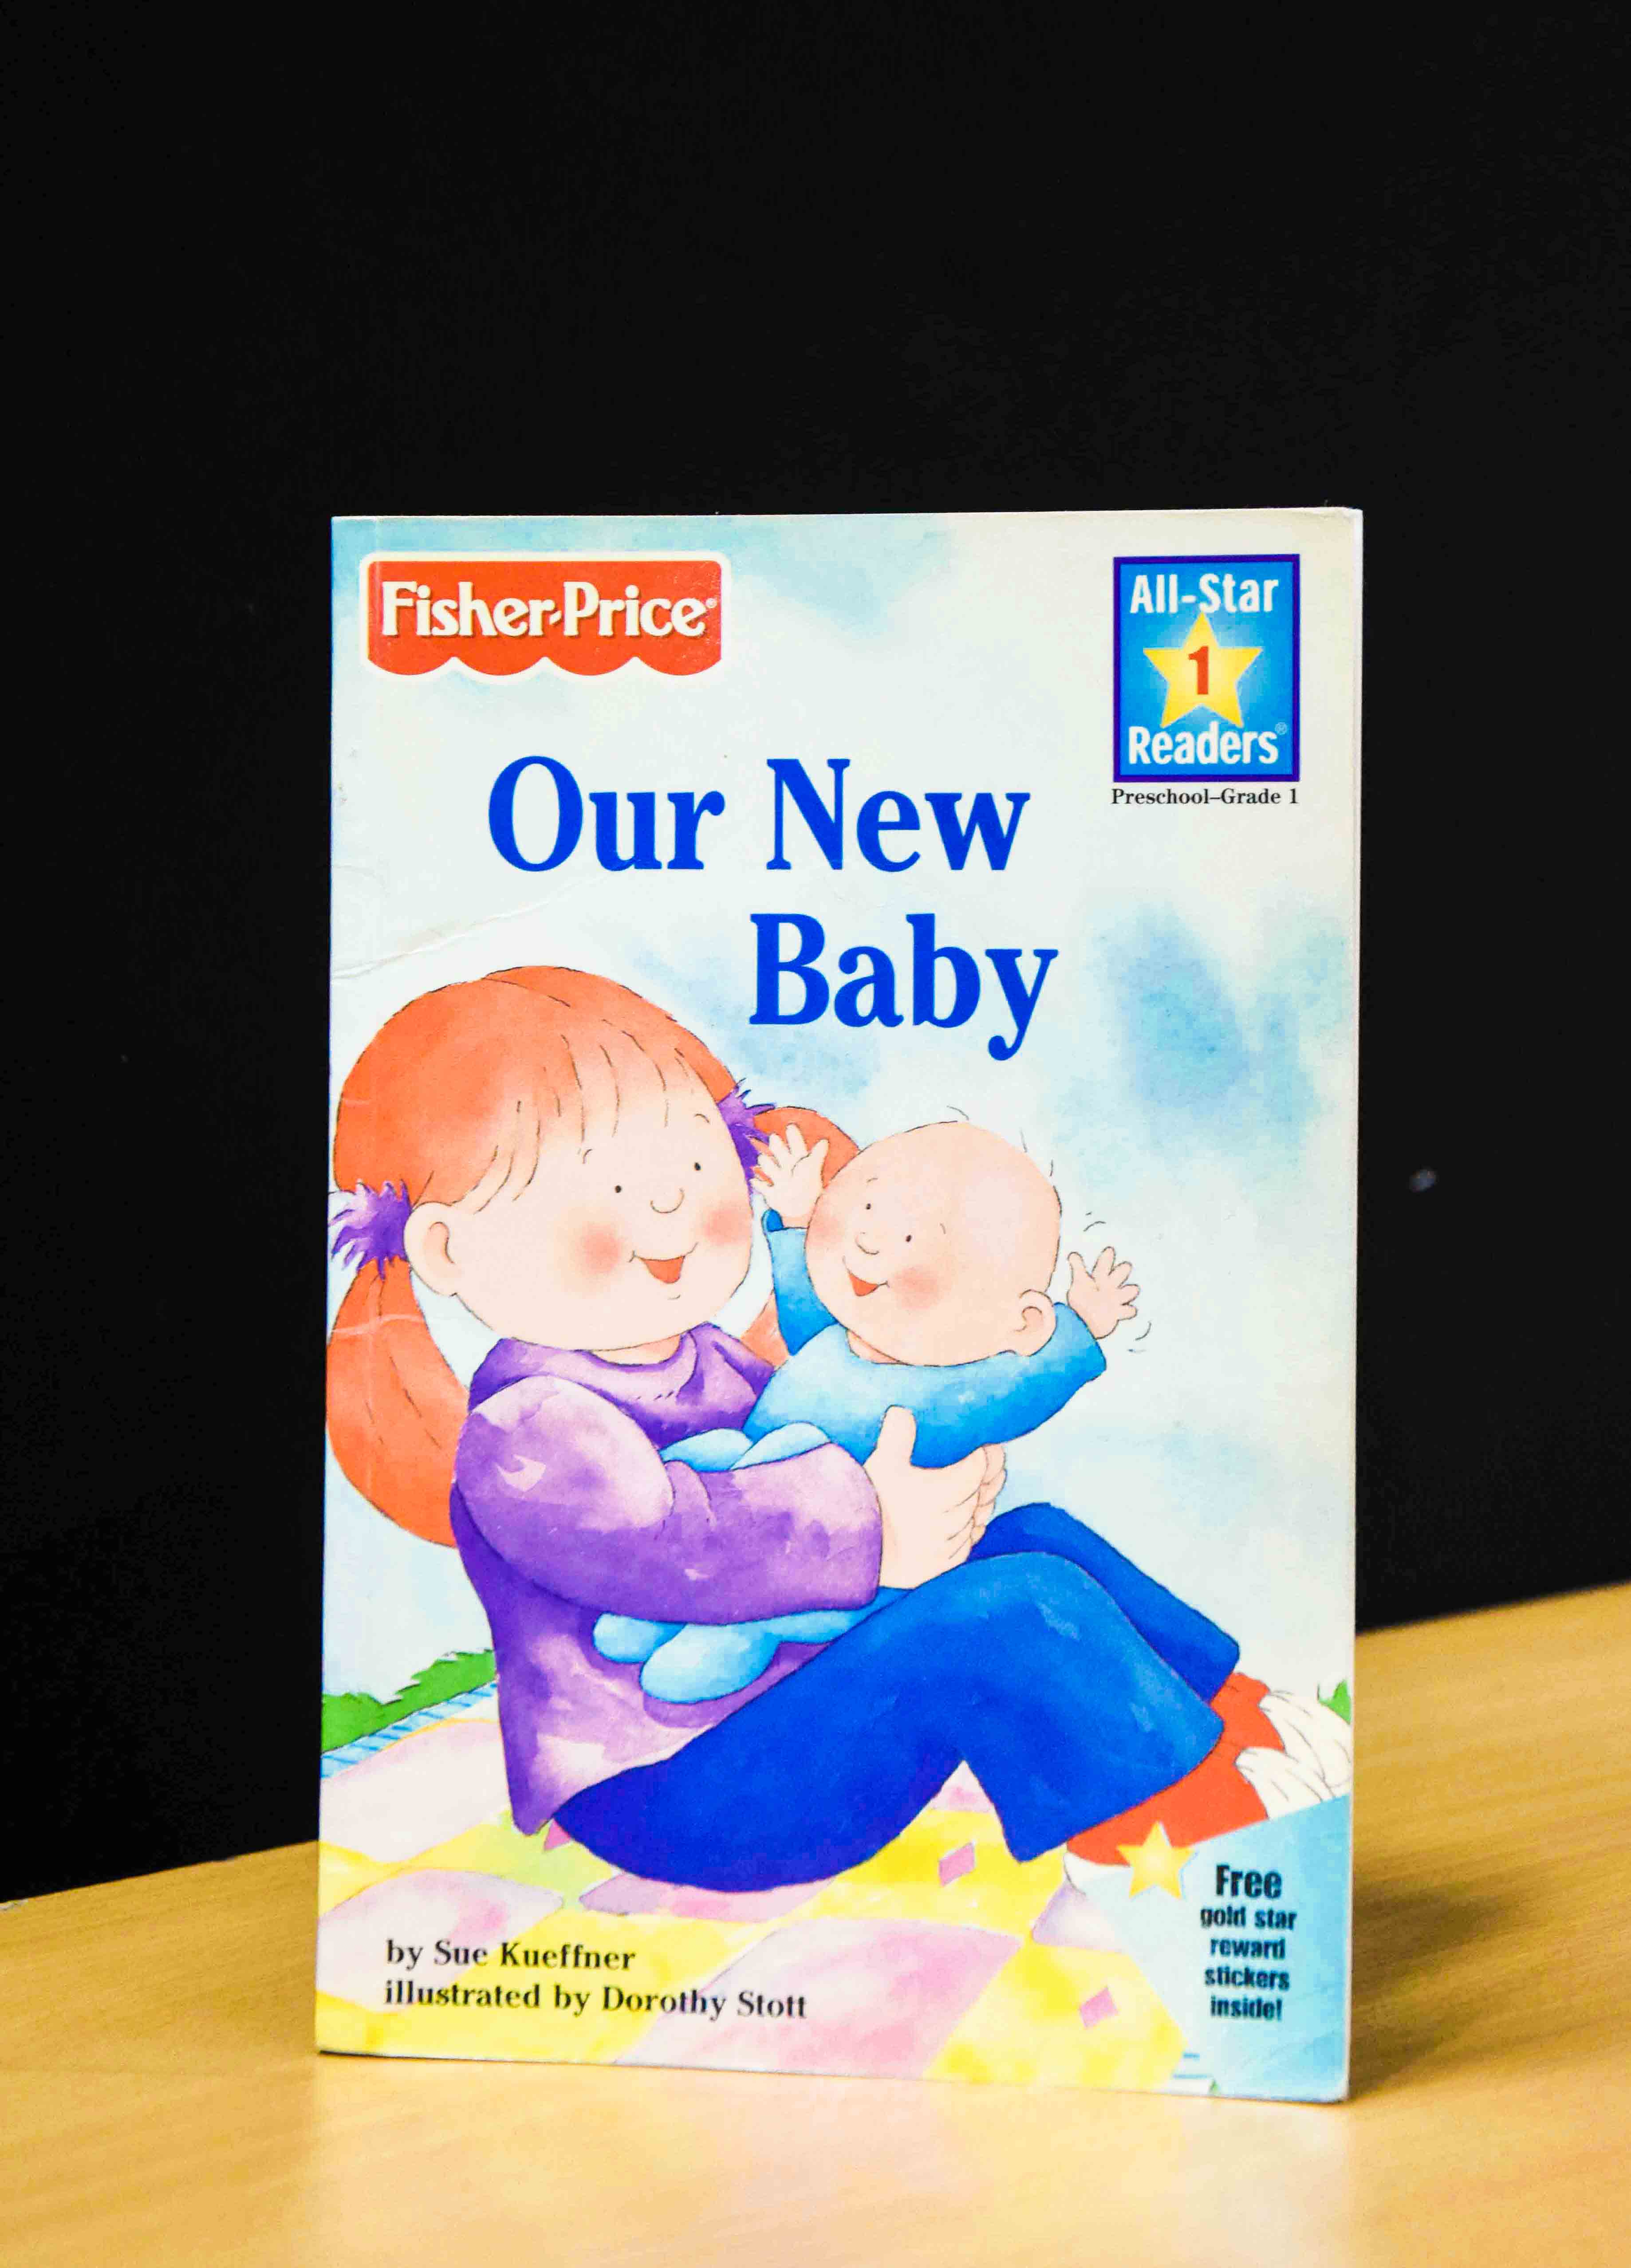 Fisher-Price®
All-Star
1
Readers®
Preschool–Grade 1
Our New
Baby
by Sue Kueffner
illustrated by Dorothy Stott
Free
gold star
reward
stickers
inside!